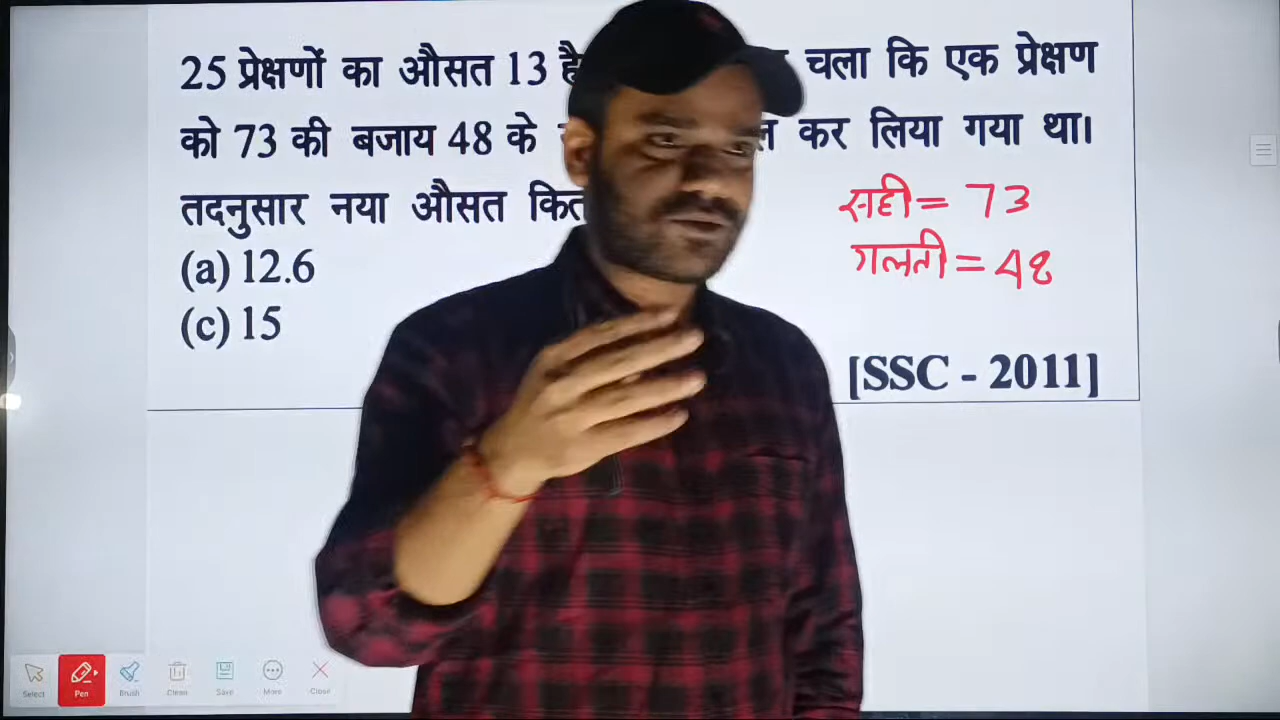 25 प्रेक्षणों का औसत 13 है चला कि एक प्रेक्षण
को 73 की बजाय 48 के कर लिया गया था।
तदनुसार नया औसत
सही = 73
गलती = 48
(a) 12.6
(c) 15
[SSC - 2011]
Select
Pen
Brush
Clean
Save
More
Close